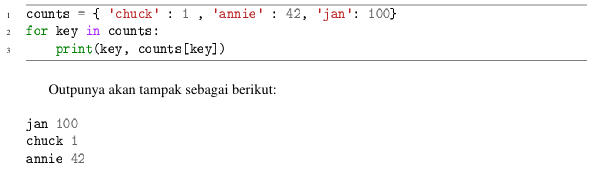 1 counts = { 'chuck' : 1 , 'annie' : 42, 'jan': 100}
2 for key in counts:
3     print(key, counts[key])
Outpunya akan tampak sebagai berikut:
jan 100
chuck 1
annie 42